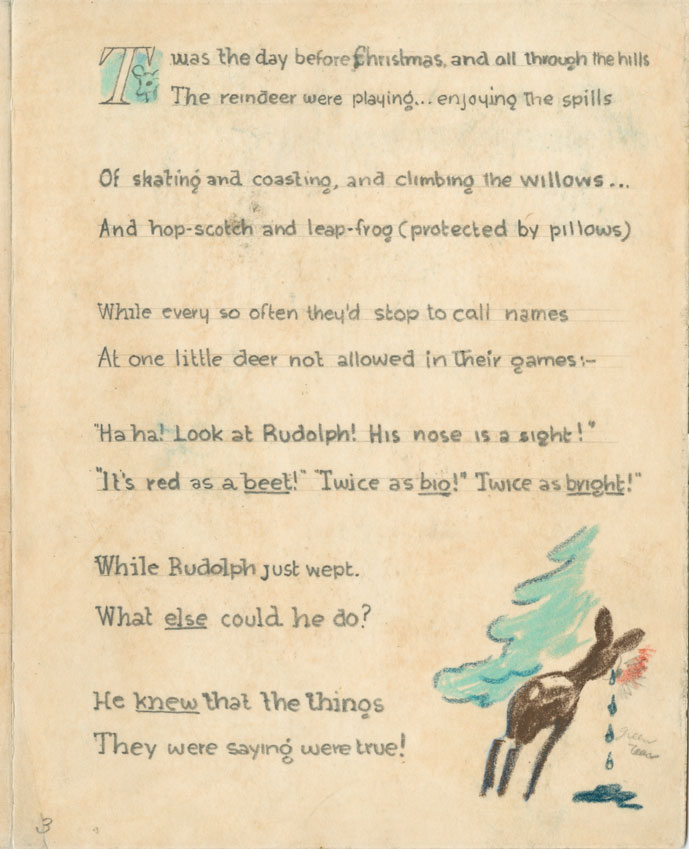 Twas the day before Christmas, and all through the hills
The reindeer were playing... enjoying the spills
Of skating and coasting, and climbing the willows...
And hop-scotch and leap-frog (protected by pillows)
While every so often they'd stop to call names
At one little deer not allowed in their games:-
"Ha ha! Look at Rudolph! His nose is a sight!"
"It's red as a beet!" "Twice as big!" "Twice as bright!"
While Rudolph just wept.
What else could he do?
He knew that the things
They were saying were true!
green
3